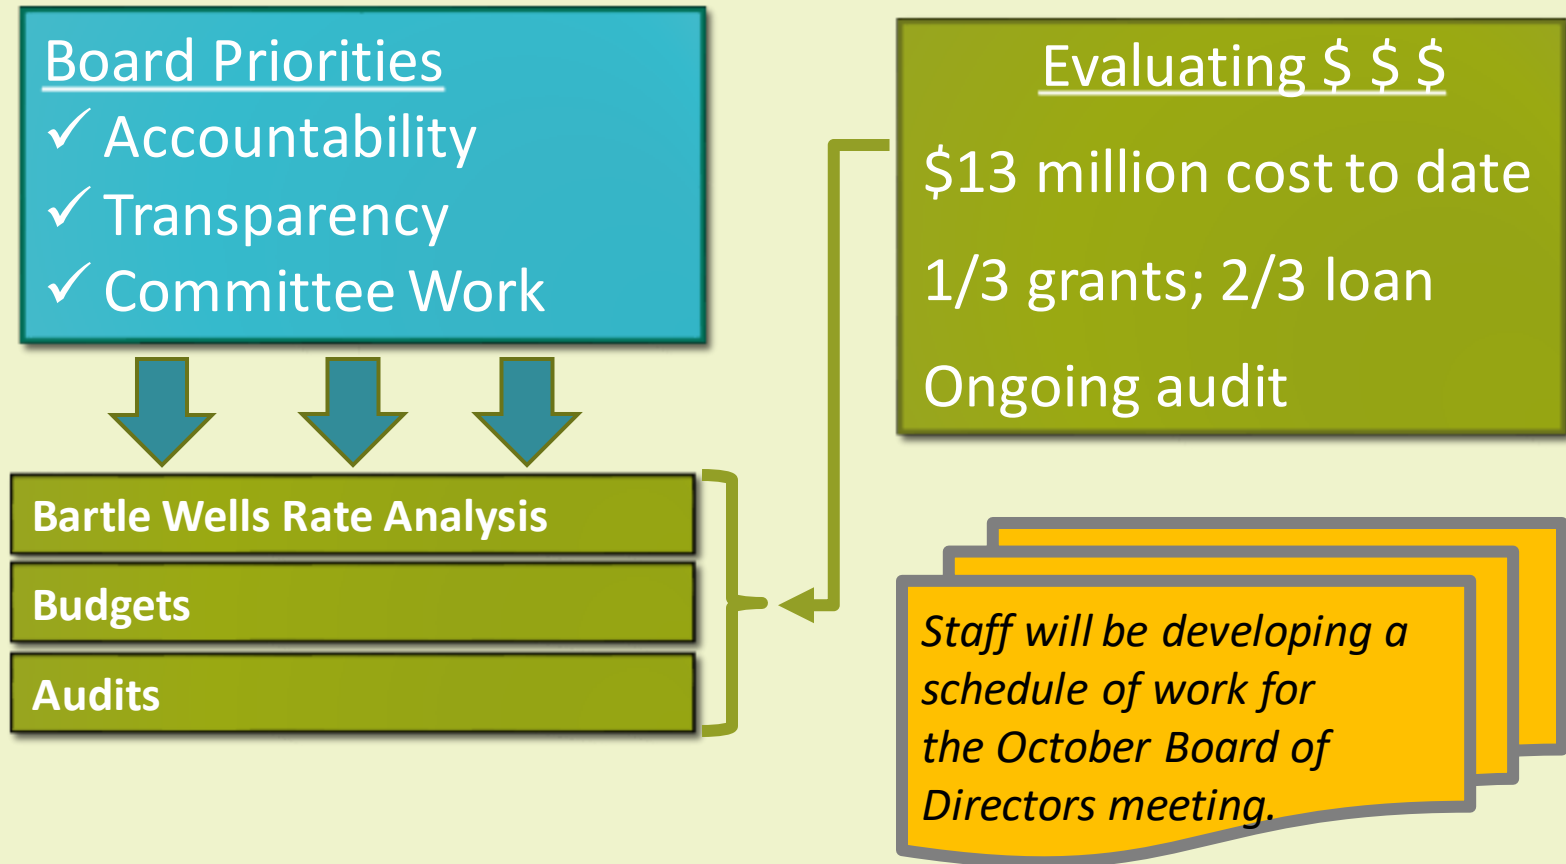 Board Priorities
✓ Accountability
✓ Transparency
✓ Committee Work
Bartle Wells Rate Analysis
Budgets
Audits
Evaluating $ $ $
$13 million cost to date
1/3 grants; 2/3 loan
Ongoing audit
Staff will be developing a
schedule of work for
the October Board of
Directors meeting.